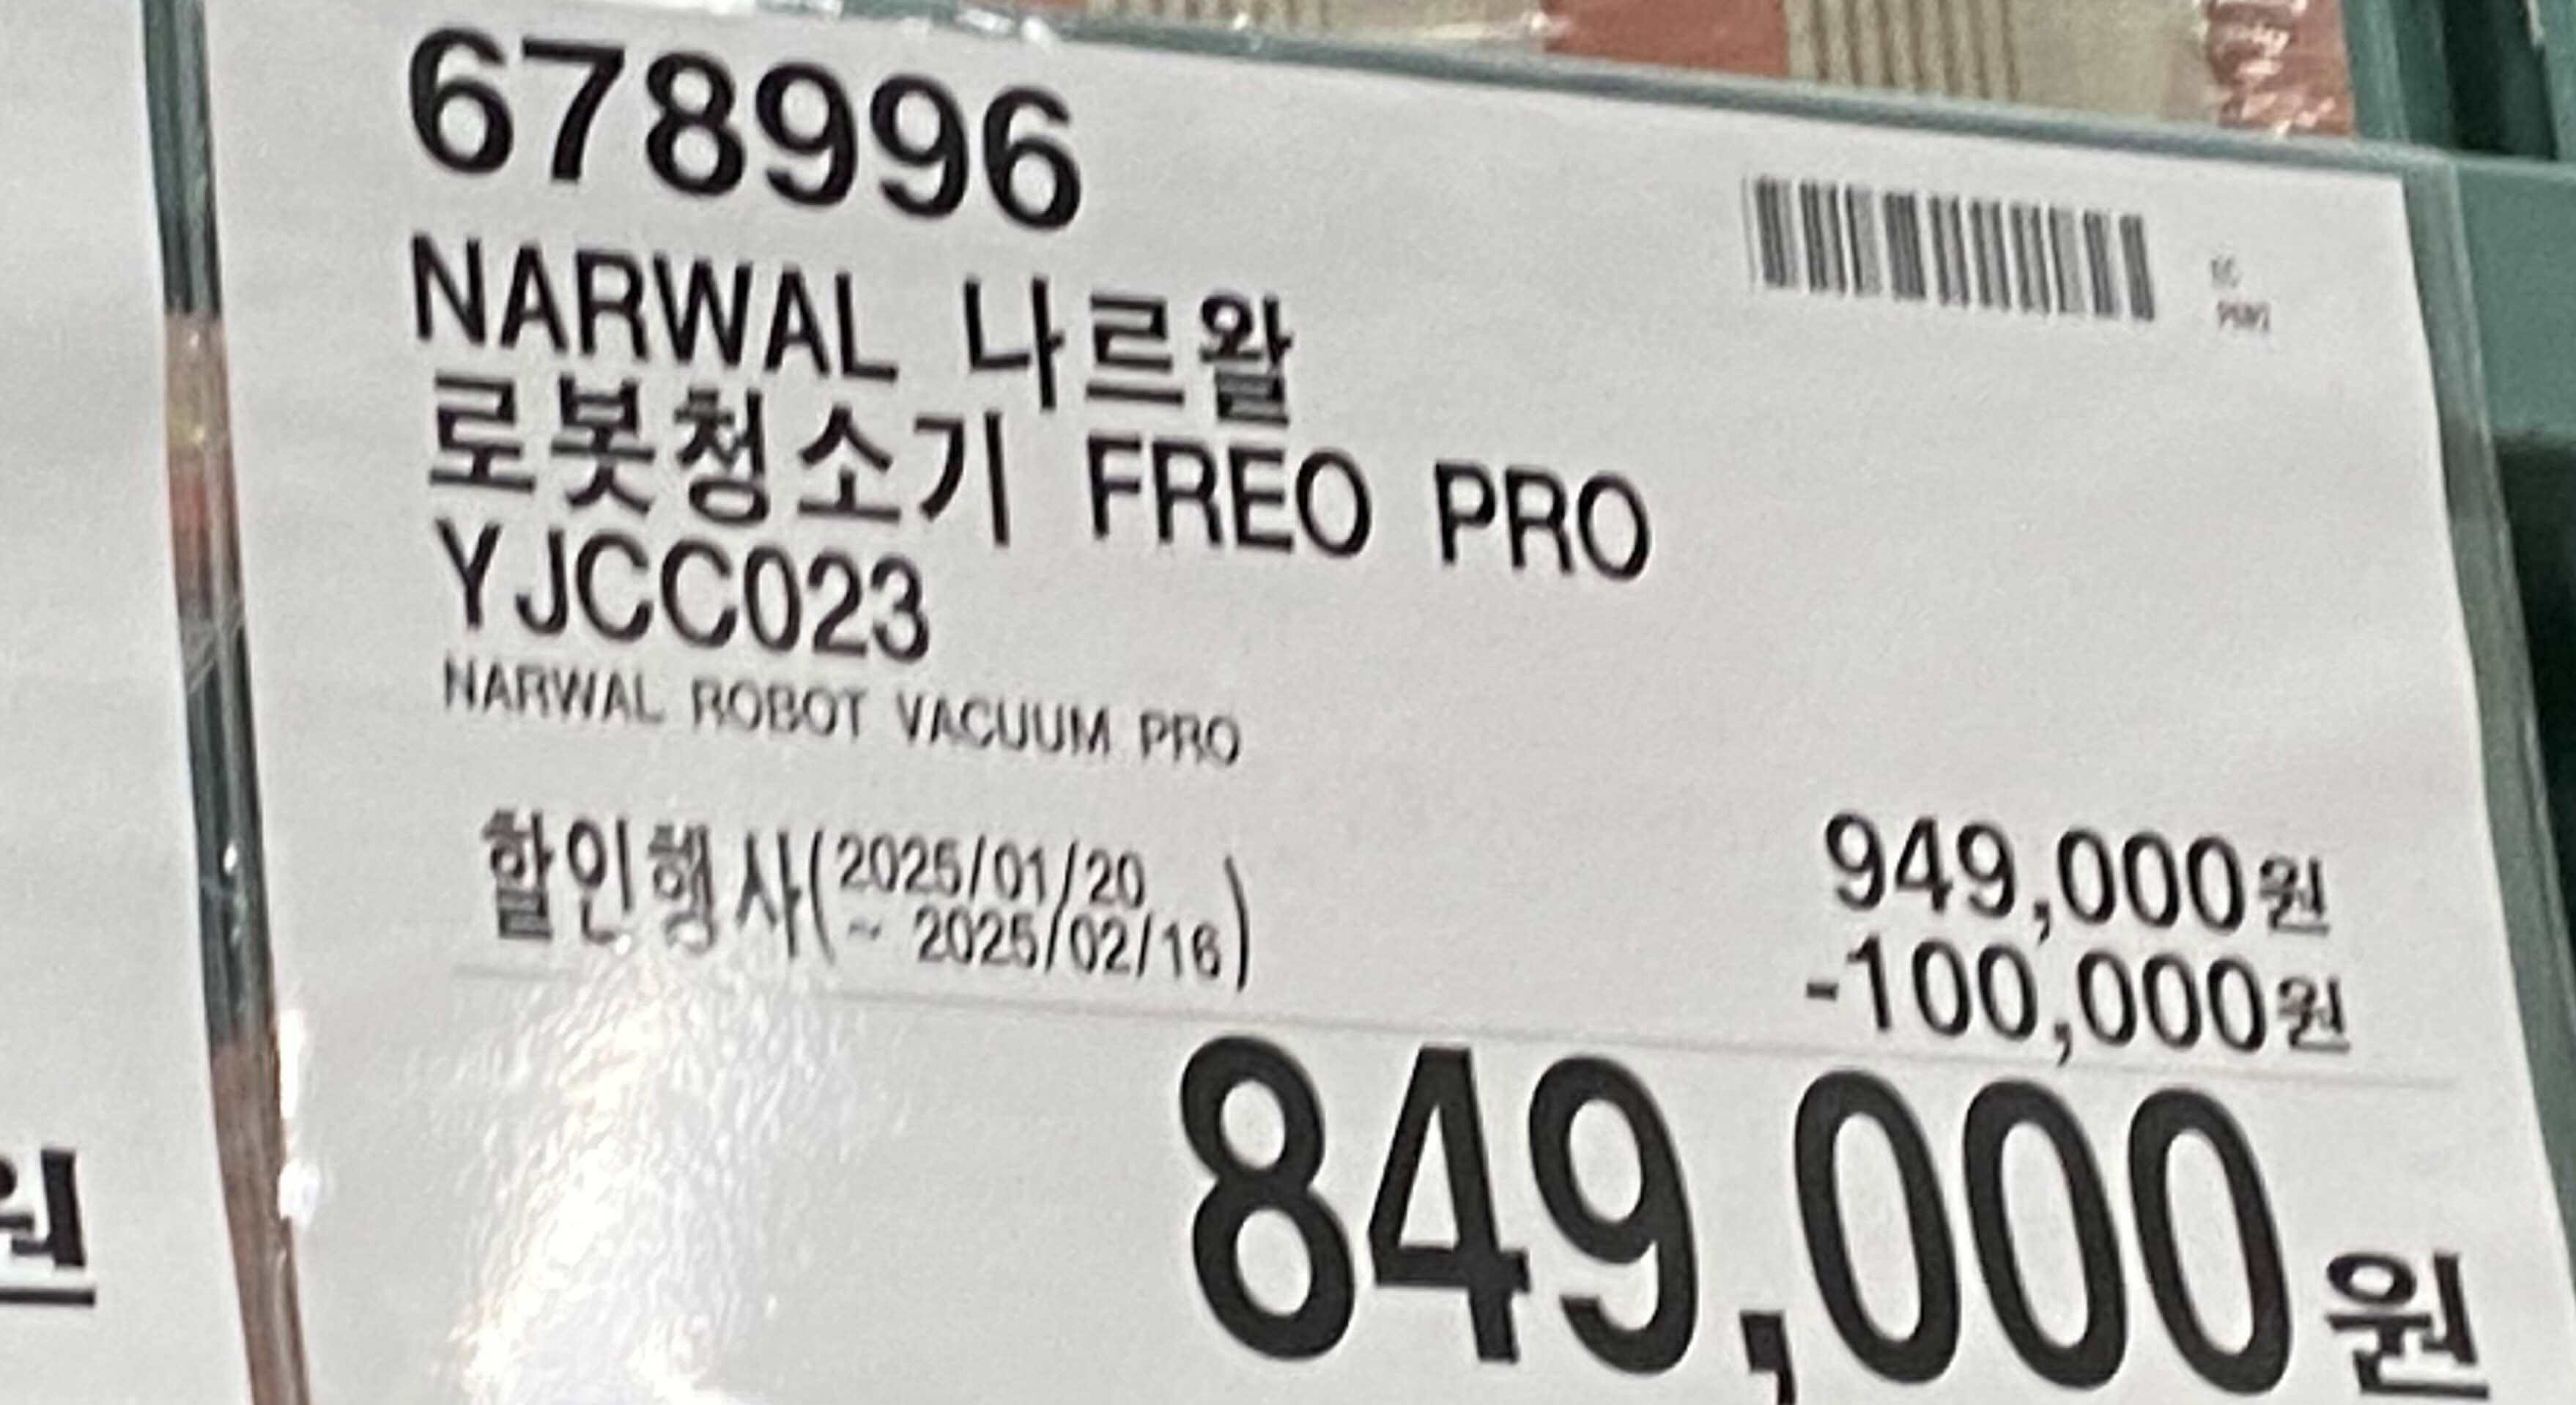 678996
NARWAL 나르왈
로봇청소기 FREO PRO
YJCC023
NARWAL ROBOT VACUUM PRO
할인행사(2025/01/20 ~ 2025/02/16)
949,000원
-100,000원
849,000원
원